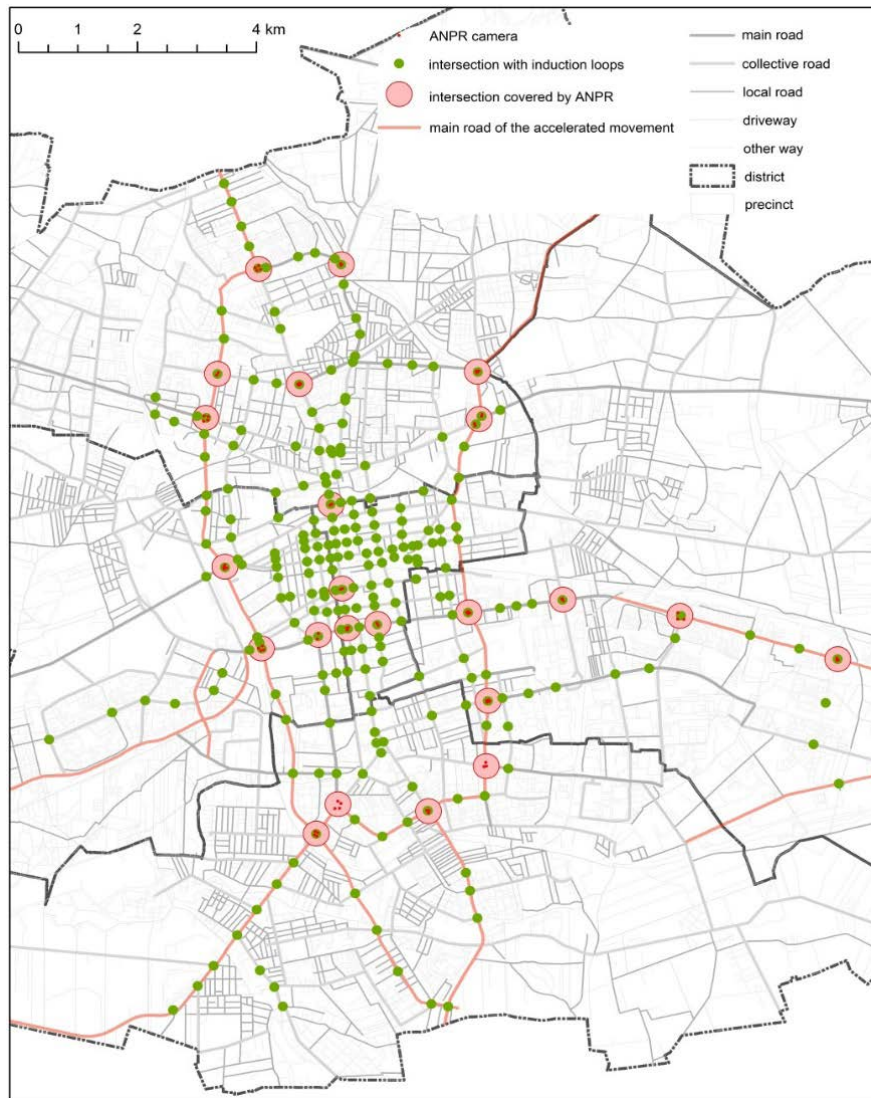 0 1 2 4 km
ANPR camera
intersection with induction loops
intersection covered by ANPR
main road of the accelerated movement
main road
collective road
local road
driveway
other way
district
precinct